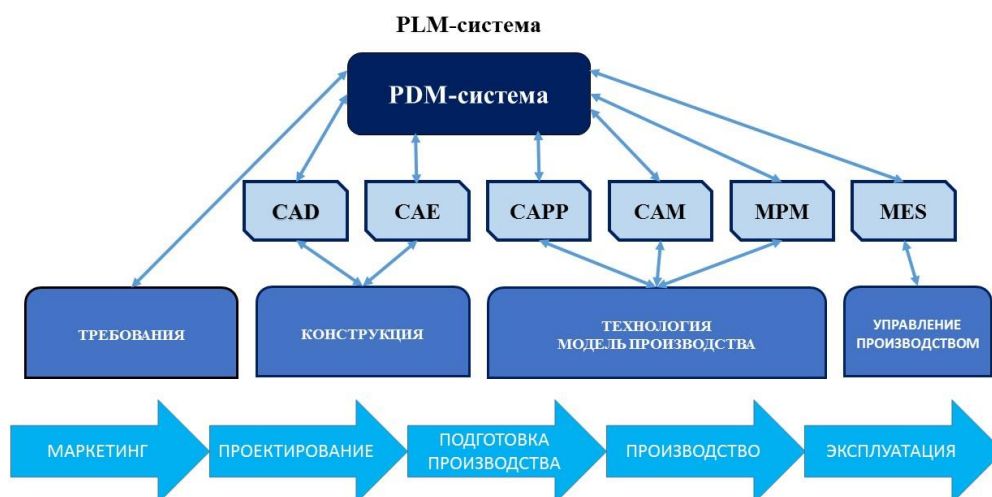 PLM-система
PDM-система
CAD
CAE
CAPP
CAM
MPM
MES
ТРЕБОВАНИЯ
КОНСТРУКЦИЯ
ТЕХНОЛОГИЯ
МОДЕЛЬ ПРОИЗВОДСТВА
УПРАВЛЕНИЕ
ПРОИЗВОДСТВОМ
МАРКЕТИНГ
ПРОЕКТИРОВАНИЕ
ПОДГОТОВКА
ПРОИЗВОДСТВА
ПРОИЗВОДСТВО
ЭКСПЛУАТАЦИЯ